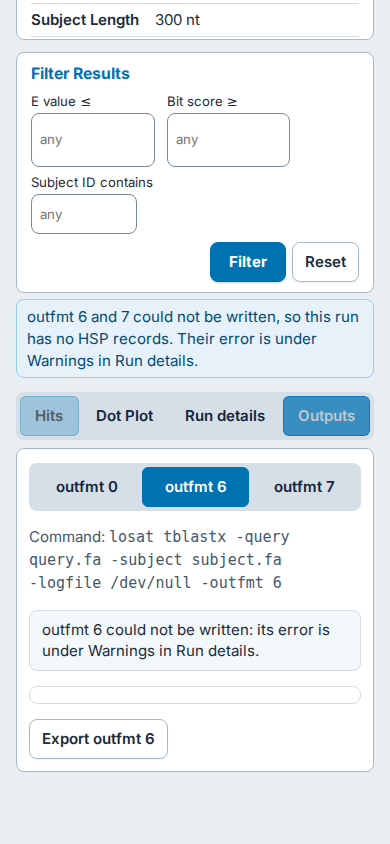 Subject Length 300 nt
Filter Results
E value ≤ Bit score ≥
any any
Subject ID contains
any
Filter Reset
outfmt 6 and 7 could not be written, so this run
has no HSP records. Their error is under
Warnings in Run details.
Hits Dot Plot Run details Outputs
outfmt 0 outfmt 6 outfmt 7
Command: losat tblastx -query
query.fa -subject subject.fa
-logfile /dev/null -outfmt 6
outfmt 6 could not be written: its error is
under Warnings in Run details.
Export outfmt 6